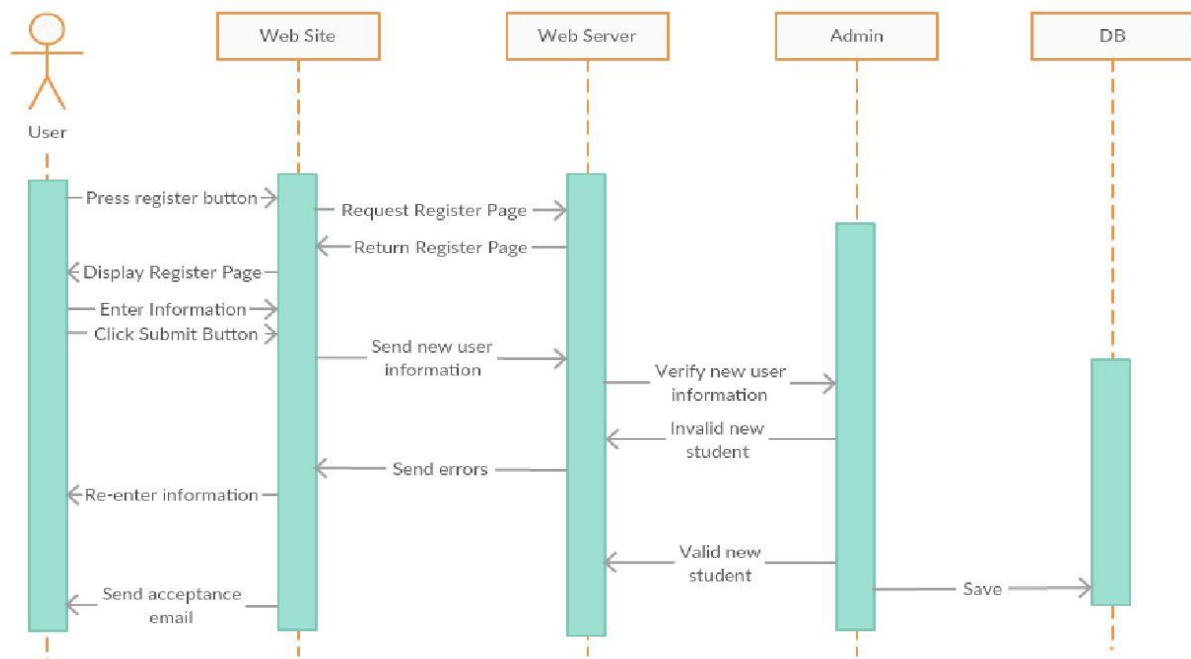 Web Site
Web Server
Admin
DB
User
Press register button
Request Register Page
Return Register Page
Display Register Page
Enter Information
Click Submit Button
Send new user
information
Verify new user
information
Invalid new
student
Send errors
Re-enter information
Valid new
student
Save
Send acceptance
email